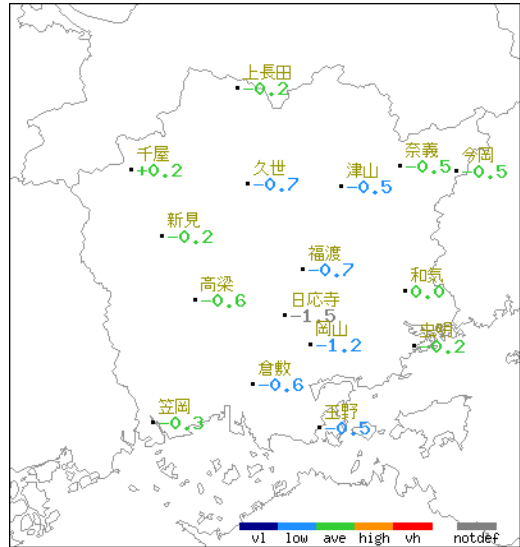 上長田
-0.2
千屋
+0.2
久世
-0.7
津山
-0.5
奈義
-0.5
今岡
-0.5
新見
-0.2
福渡
-0.7
高梁
-0.6
和気
0.0
日応寺
-1.5
岡山
-1.2
虫明
-0.2
倉敷
-0.6
笠岡
-0.3
玉野
-0.5
vl low ave high vh notdef